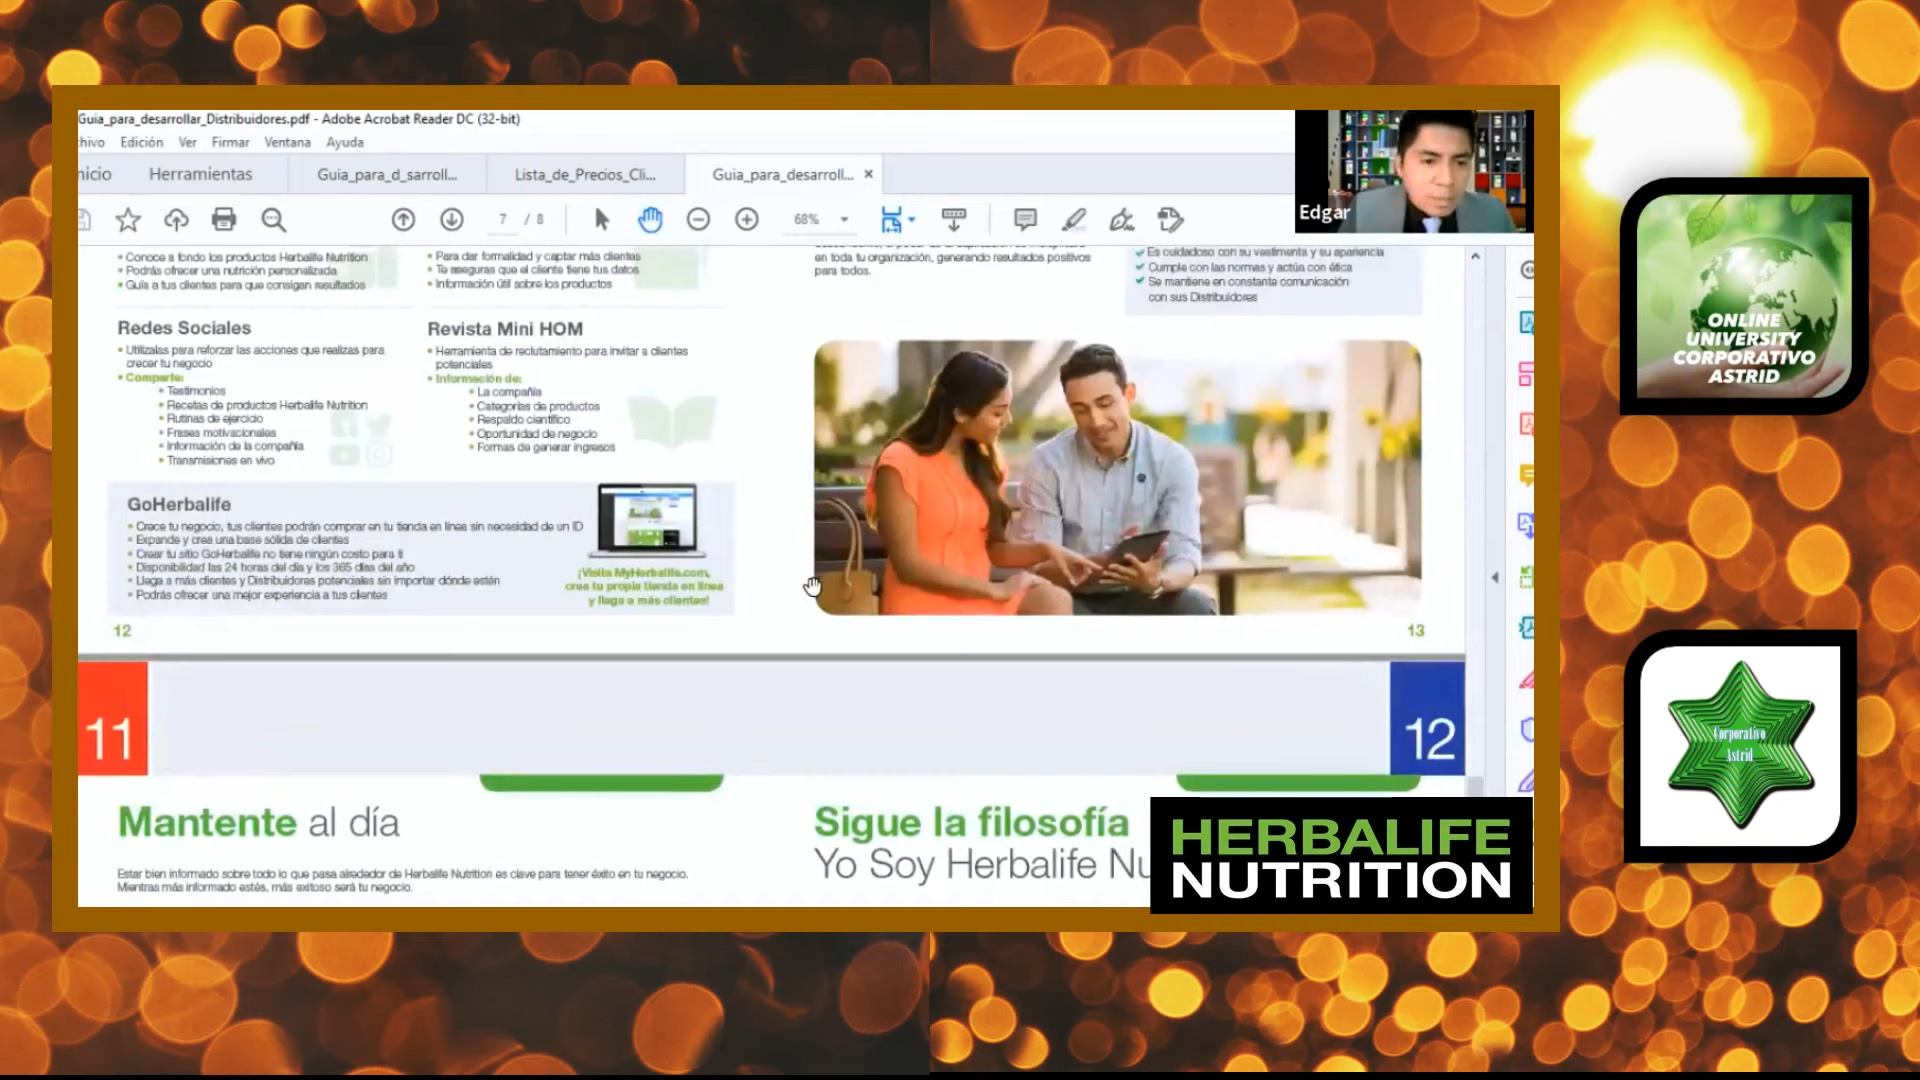 Guia_para_desarrollar_Distribuidores.pdf - Adobe Acrobat Reader DC (32-bit)
Edición Ver Firmar Ventana Ayuda
Herramientas
Guia_para_d_sarroll...
Lista_de_Precios_Cli...
Guia_para_desarroll... ×
7 / 8
68%
Edgar
• Conoce a fondo los productos Herbalife Nutrition
• Podrás ofrecer una nutrición personalizada
• Guía a tus clientes para que consigan resultados
• Para dar formalidad y captar más clientes
• Te aseguras que el cliente tiene tus datos
• Información útil sobre los productos
Redes Sociales
• Utilízalas para reforzar las acciones que realizas para
crecer tu negocio
• Comparte:
• Testimonios
• Recetas de productos Herbalife Nutrition
• Rutinas de ejercicio
• Frases motivacionales
• Información de la compañía
• Transmisiones en vivo
Revista Mini HOM
• Herramienta de reclutamiento para invitar a clientes
potenciales
• Información de:
• La compañía
• Categorías de productos
• Respaldo científico
• Oportunidad de negocio
• Formas de generar ingresos
GoHerbalife
• Crece tu negocio, tus clientes podrán comprar en tu tienda en línea sin necesidad de un ID
• Expande y crea una base sólida de clientes
• Crear tu sitio GoHerbalife no tiene ningún costo para ti
• Disponibilidad las 24 horas del día y los 365 días del año
• Llega a más clientes y Distribuidores potenciales sin importar dónde estén
• Podrás ofrecer una mejor experiencia a tus clientes
¡Visita MyHerbalife.com,
crea tu propia tienda en línea
y llega a más clientes!
12
en toda tu organización, generando resultados positivos
para todos.
✓ Es cuidadoso con su vestimenta y su apariencia
✓ Cumple con las normas y actúa con ética
✓ Se mantiene en constante comunicación
con sus Distribuidores
13
11
12
Mantente al día
Estar bien informado sobre todo lo que pasa alrededor de Herbalife Nutrition es clave para tener éxito en tu negocio.
Mientras más informado estés, más exitoso será tu negocio.
Sigue la filosofía
Yo Soy Herbalife Nu
HERBALIFE
NUTRITION
ONLINE
UNIVERSITY
CORPORATIVO
ASTRID
Corporativo
Astrid